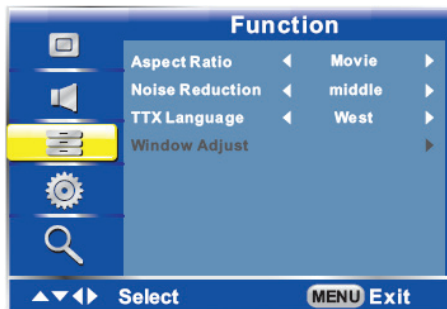 Function
Aspect Ratio Movie
Noise Reduction middle
TTX Language West
Window Adjust
Select MENU Exit